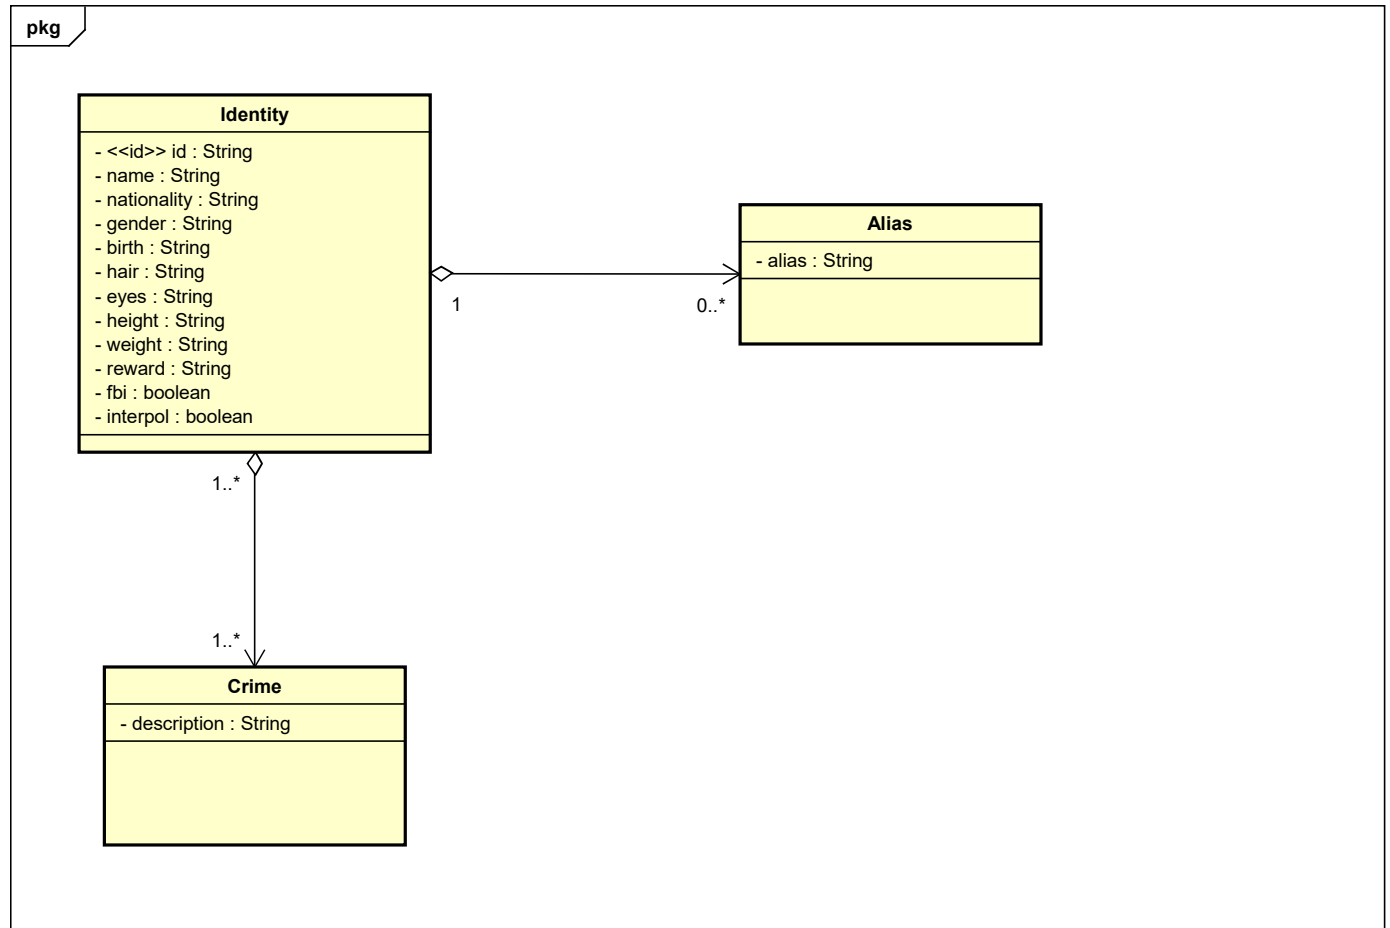 pkg
Identity
- <<id>> id : String
- name : String
- nationality : String
- gender : String
- birth : String
- hair : String
- eyes : String
- height : String
- weight : String
- reward : String
- fbi : boolean
- interpol : boolean
Alias
- alias : String
1
0..*
1..*
1..*
Crime
- description : String